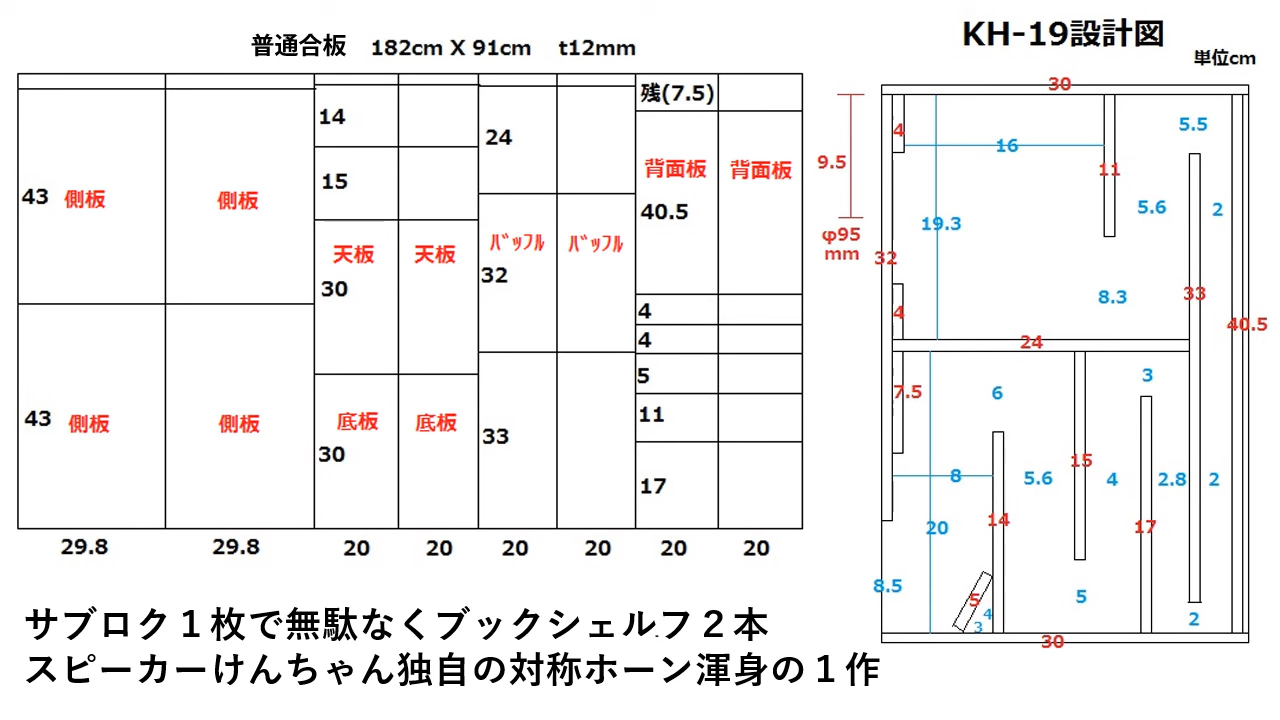 普通合板 182cm X 91cm t12mm
43 側板
側板
43 側板
側板
29.8
29.8
14
15
天板
天板
30
底板
底板
30
20
20
24
ﾊﾞｯﾌﾙ
ﾊﾞｯﾌﾙ
32
33
20
20
残(7.5)
背面板
背面板
40.5
4
4
5
11
17
20
20
KH-19設計図
単位cm
30
4
16
5.5
9.5
11
5.6
2
19.3
φ95
mm
32
8.3
33
4
40.5
24
7.5
6
3
15
8
5.6
4
2.8
2
14
17
20
8.5
5
4
3
5
2
30
サブロク１枚で無駄なくブックシェルフ２本
スピーカーけんちゃん独自の対称ホーン渾身の１作